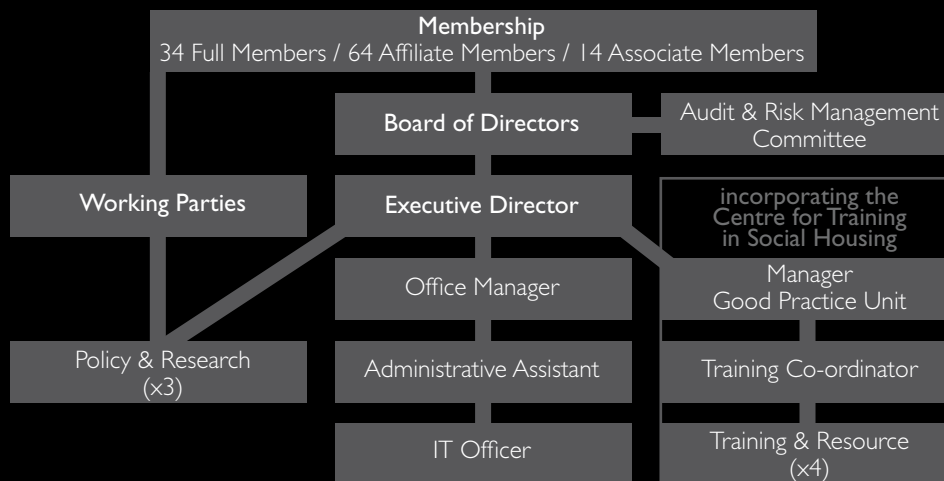 Membership
34 Full Members / 64 Affiliate Members / 14 Associate Members
Board of Directors
Audit & Risk Management
Committee
Working Parties
Executive Director
incorporating the
Centre for Training
in Social Housing
Office Manager
Manager
Good Practice Unit
Policy & Research
(x3)
Administrative Assistant
Training Co-ordinator
IT Officer
Training & Resource
(x4)